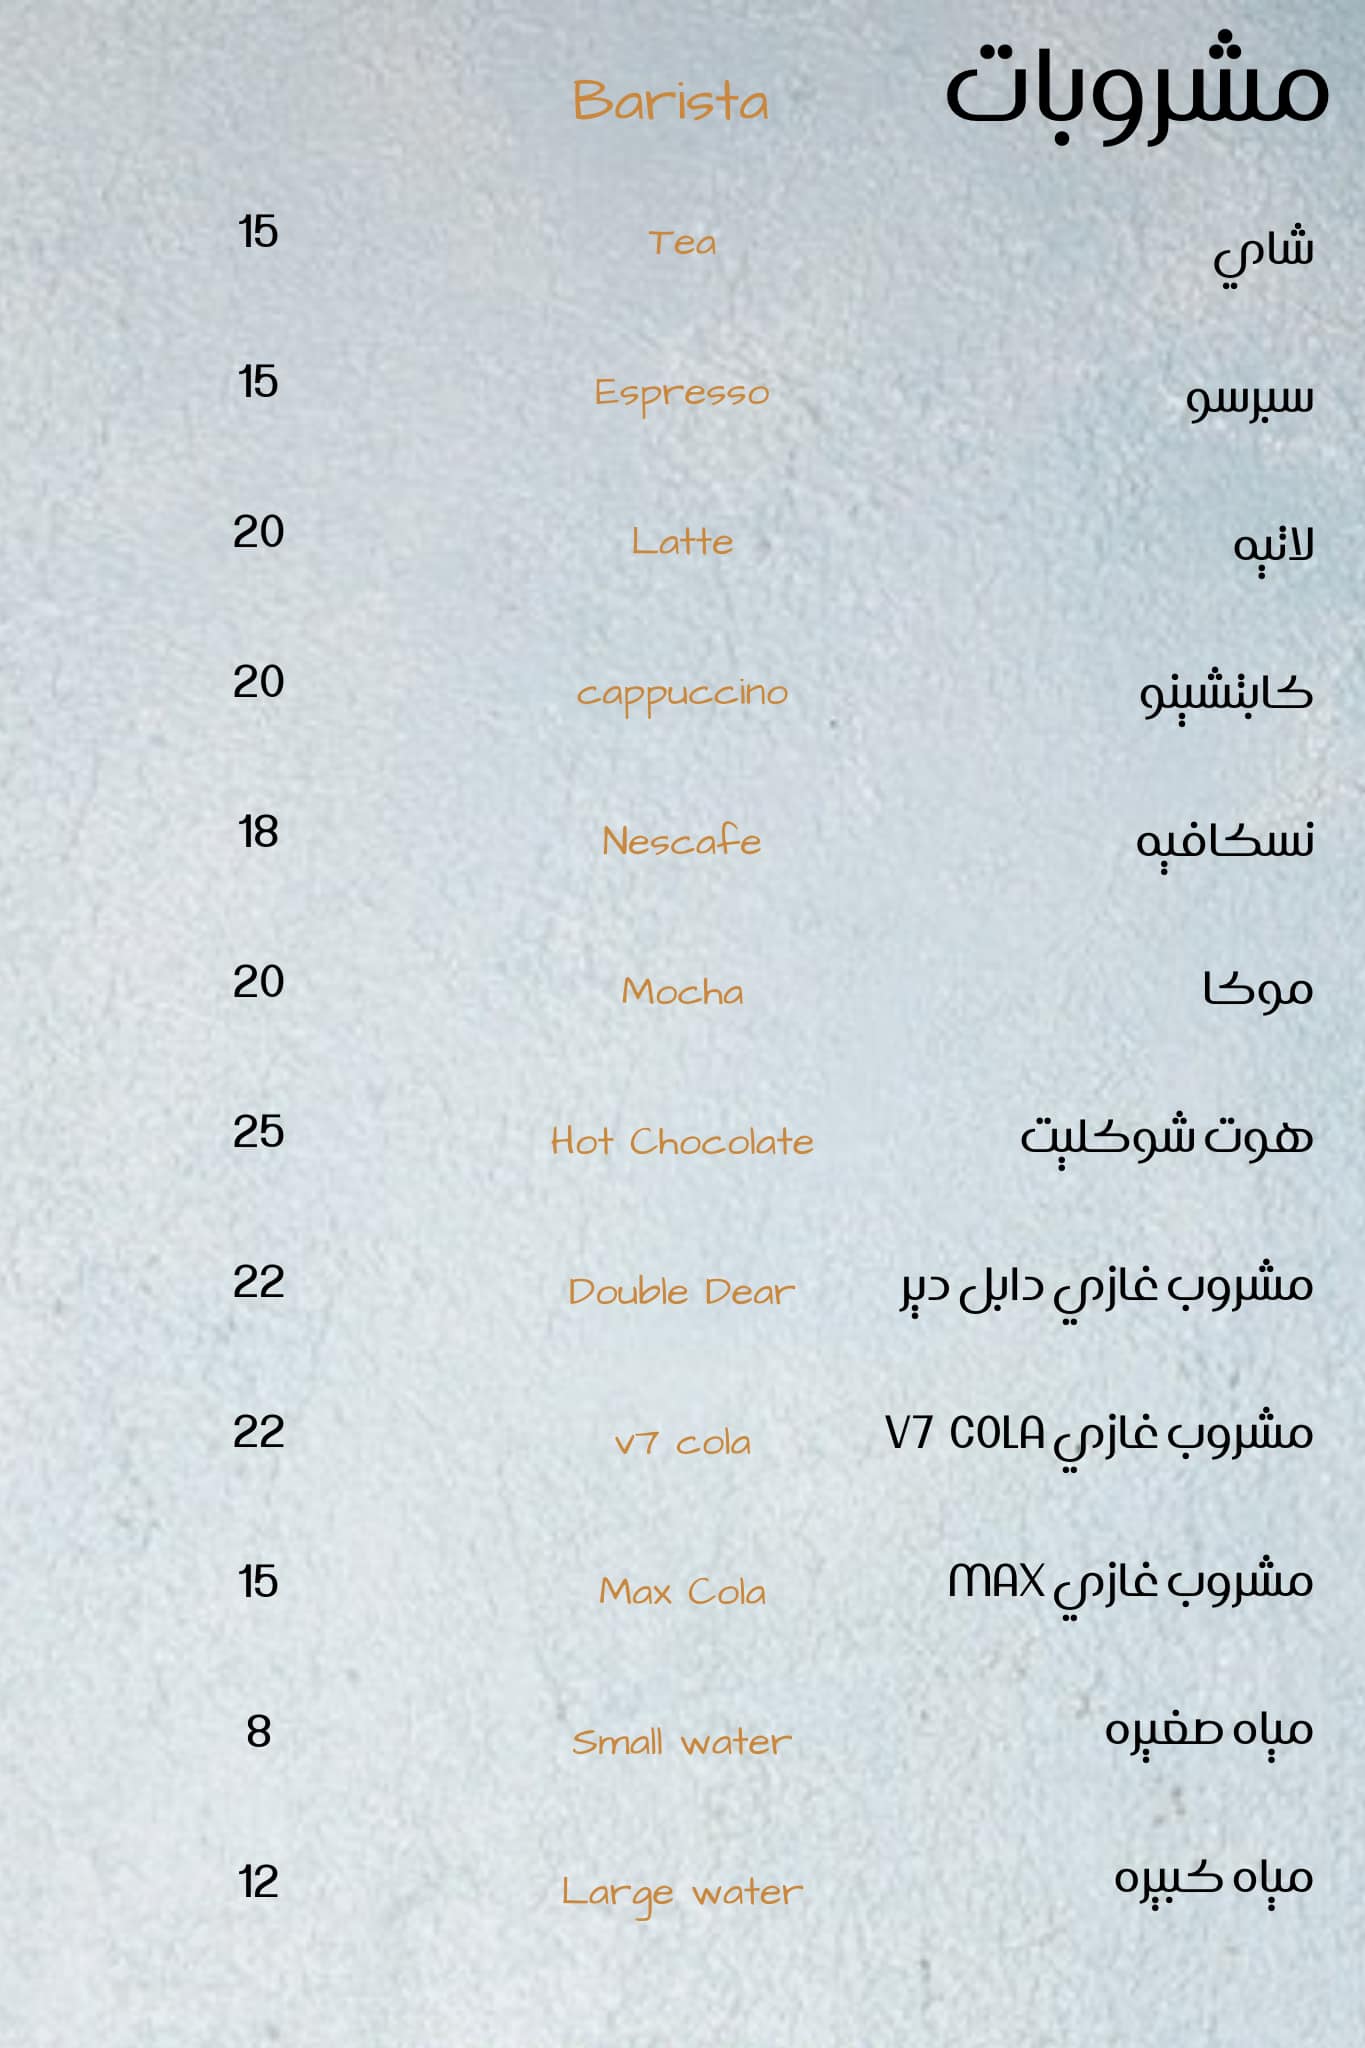 مشروبات Barista
شاي Tea 15
سبرسو Espresso 15
لاتيه Latte 20
كابتشينو cappuccino 20
نسكافيه Nescafe 18
موكا Mocha 20
هوت شوكليت Hot Chocolate 25
مشروب غازي دابل دير Double Dear 22
مشروب غازي V7 COLA v7 cola 22
مشروب غازي MAX Max Cola 15
مياه صغيره Small water 8
مياه كبيره Large water 12